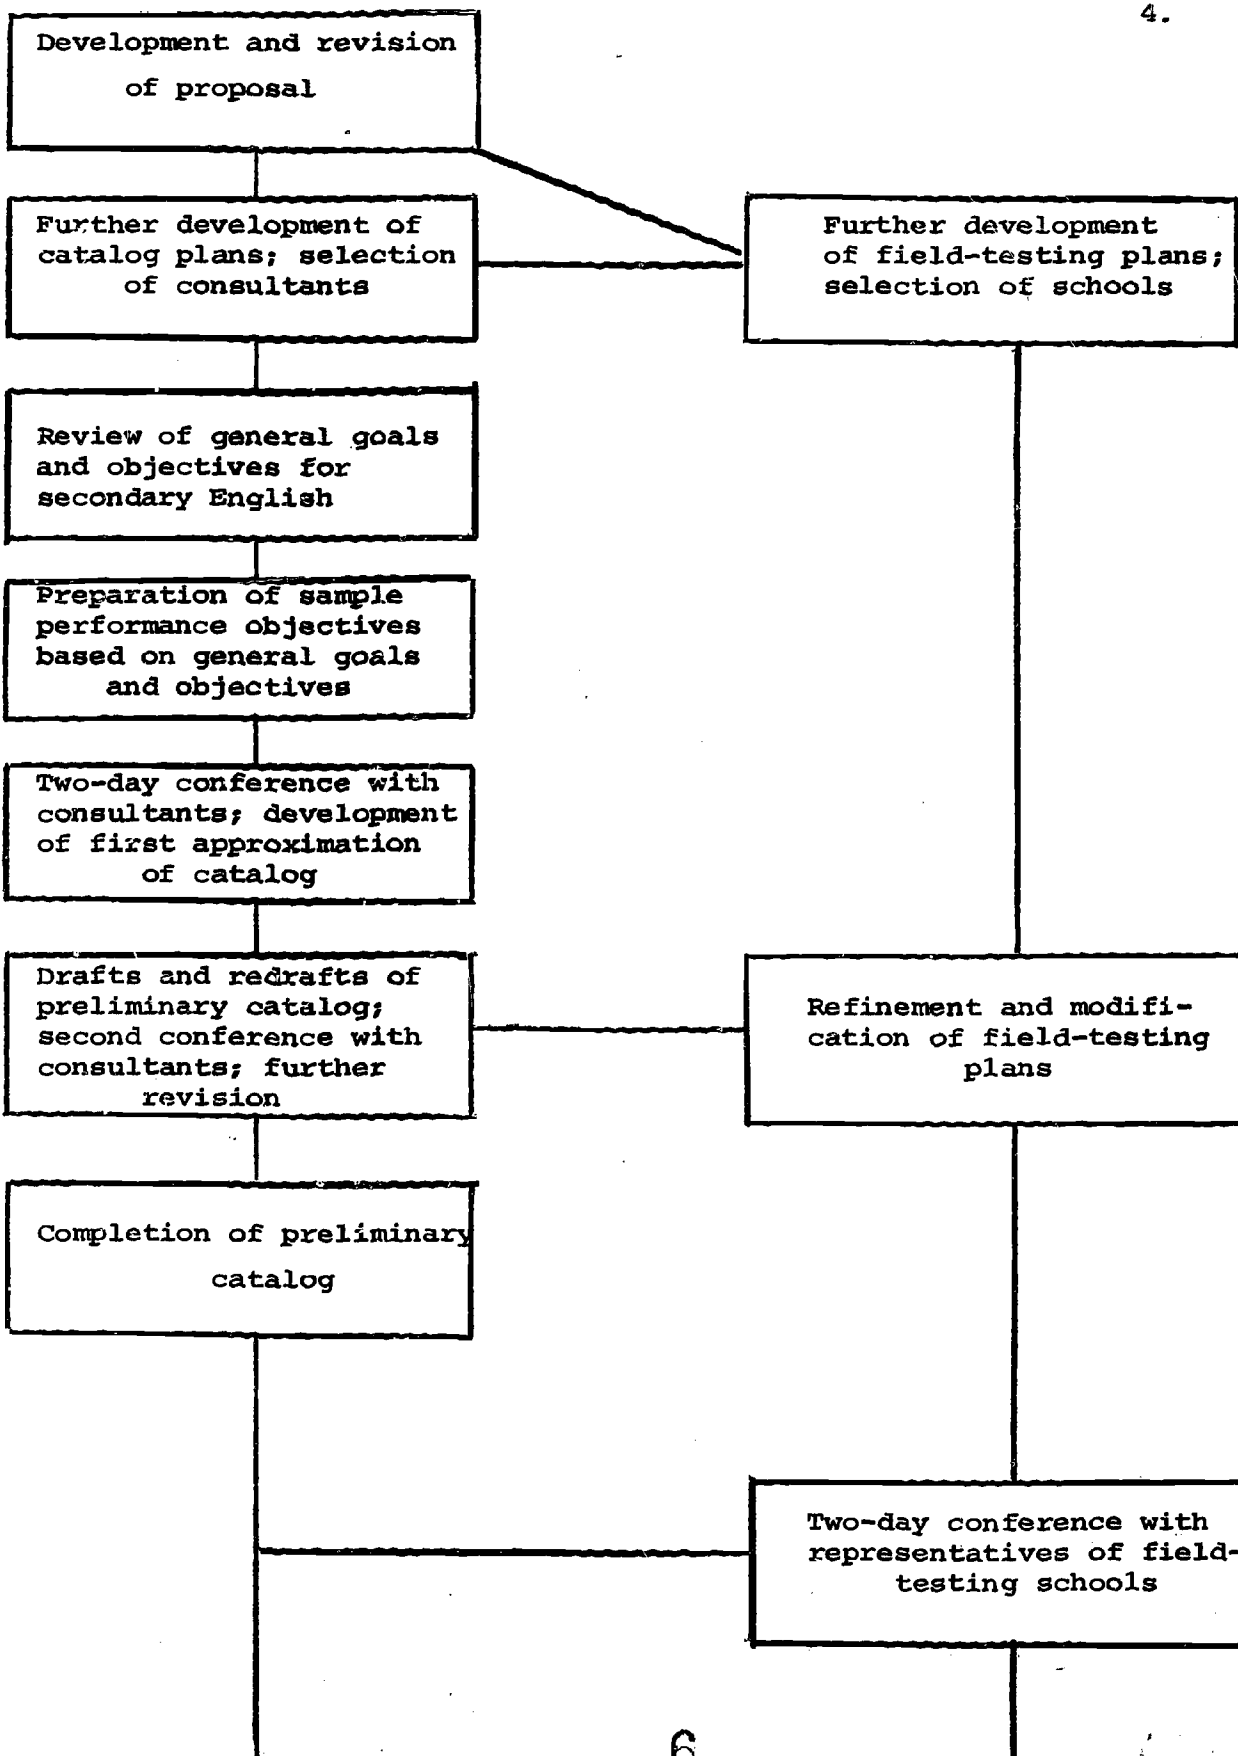 4.
Development and revision
of proposal
Further development of
catalog plans; selection
of consultants
Further development
of field-testing plans;
selection of schools
Review of general goals
and objectives for
secondary English
Preparation of sample
performance objectives
based on general goals
and objectives
Two-day conference with
consultants; development
of first approximation
of catalog
Drafts and redrafts of
preliminary catalog;
second conference with
consultants; further
revision
Refinement and modifi-
cation of field-testing
plans
Completion of preliminary
catalog
Two-day conference with
representatives of field-
testing schools
6